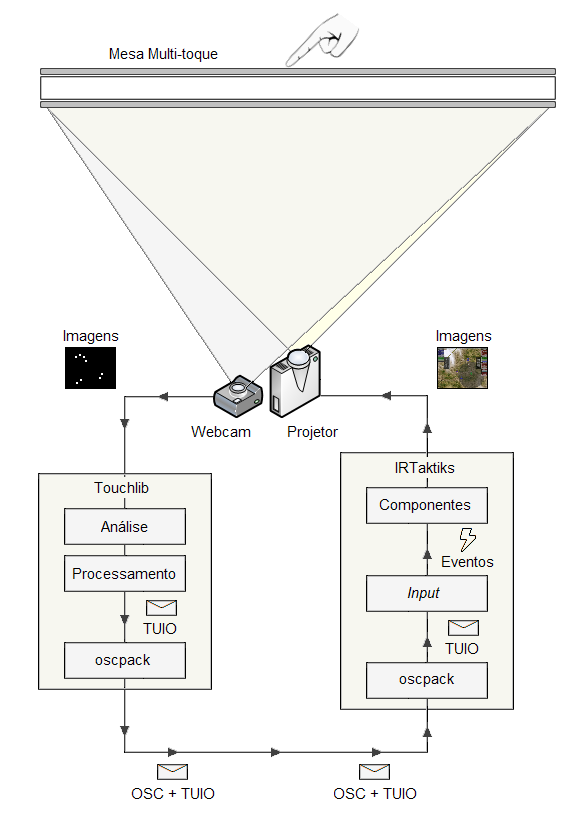 Mesa Multi-toque
Imagens
Imagens
Webcam
Projetor
Touchlib
Análise
Processamento
TUIO
oscpack
IRTaktiks
Componentes
Eventos
Input
TUIO
oscpack
OSC + TUIO
OSC + TUIO